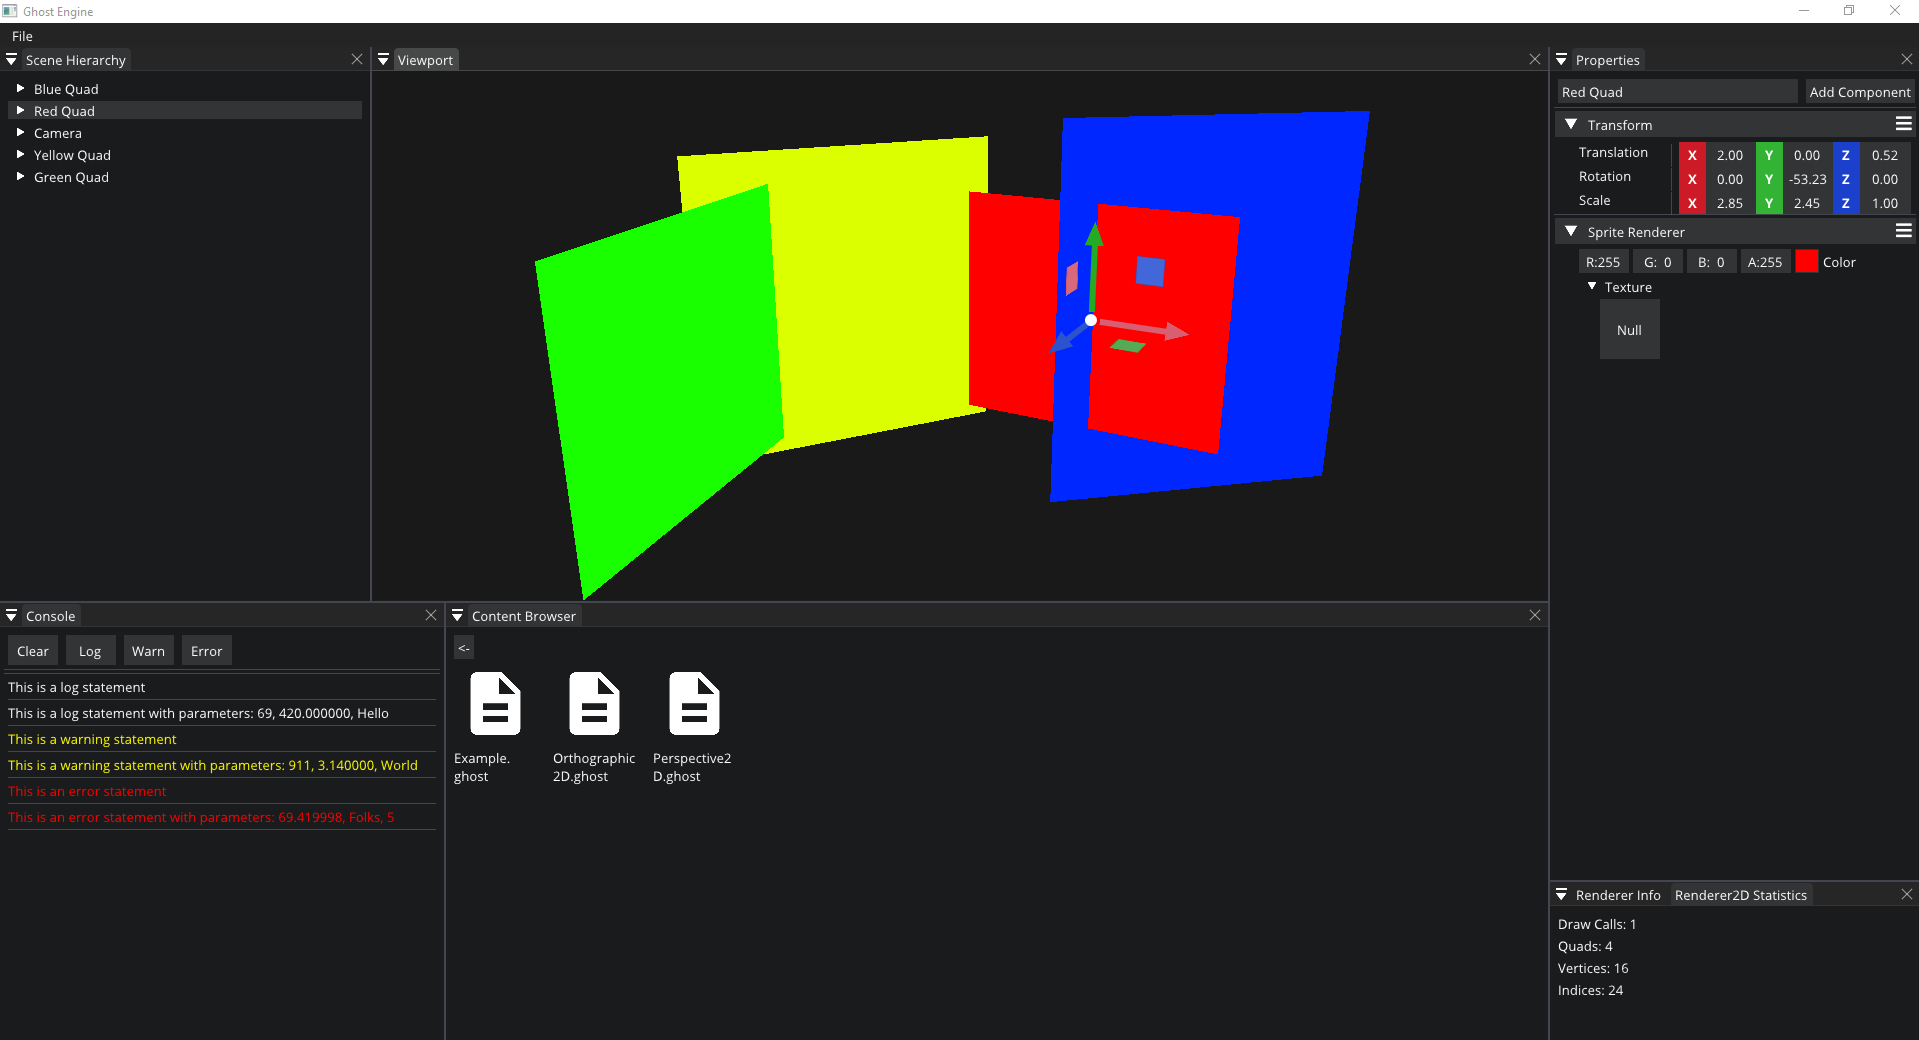 Ghost Engine
File
Scene Hierarchy
Blue Quad
Red Quad
Camera
Yellow Quad
Green Quad
Viewport
Properties
Red Quad Add Component
Transform
Translation X 2.00 Y 0.00 Z 0.52
Rotation X 0.00 Y -53.23 Z 0.00
Scale X 2.85 Y 2.45 Z 1.00
Sprite Renderer
R:255 G: 0 B: 0 A:255 Color
Texture
Null
Console
Clear Log Warn Error
This is a log statement
This is a log statement with parameters: 69, 420.000000, Hello
This is a warning statement
This is a warning statement with parameters: 911, 3.140000, World
This is an error statement
This is an error statement with parameters: 69.419998, Folks, 5
Content Browser
<-
Example.
ghost
Orthographic
2D.ghost
Perspective2
D.ghost
Renderer Info Renderer2D Statistics
Draw Calls: 1
Quads: 4
Vertices: 16
Indices: 24